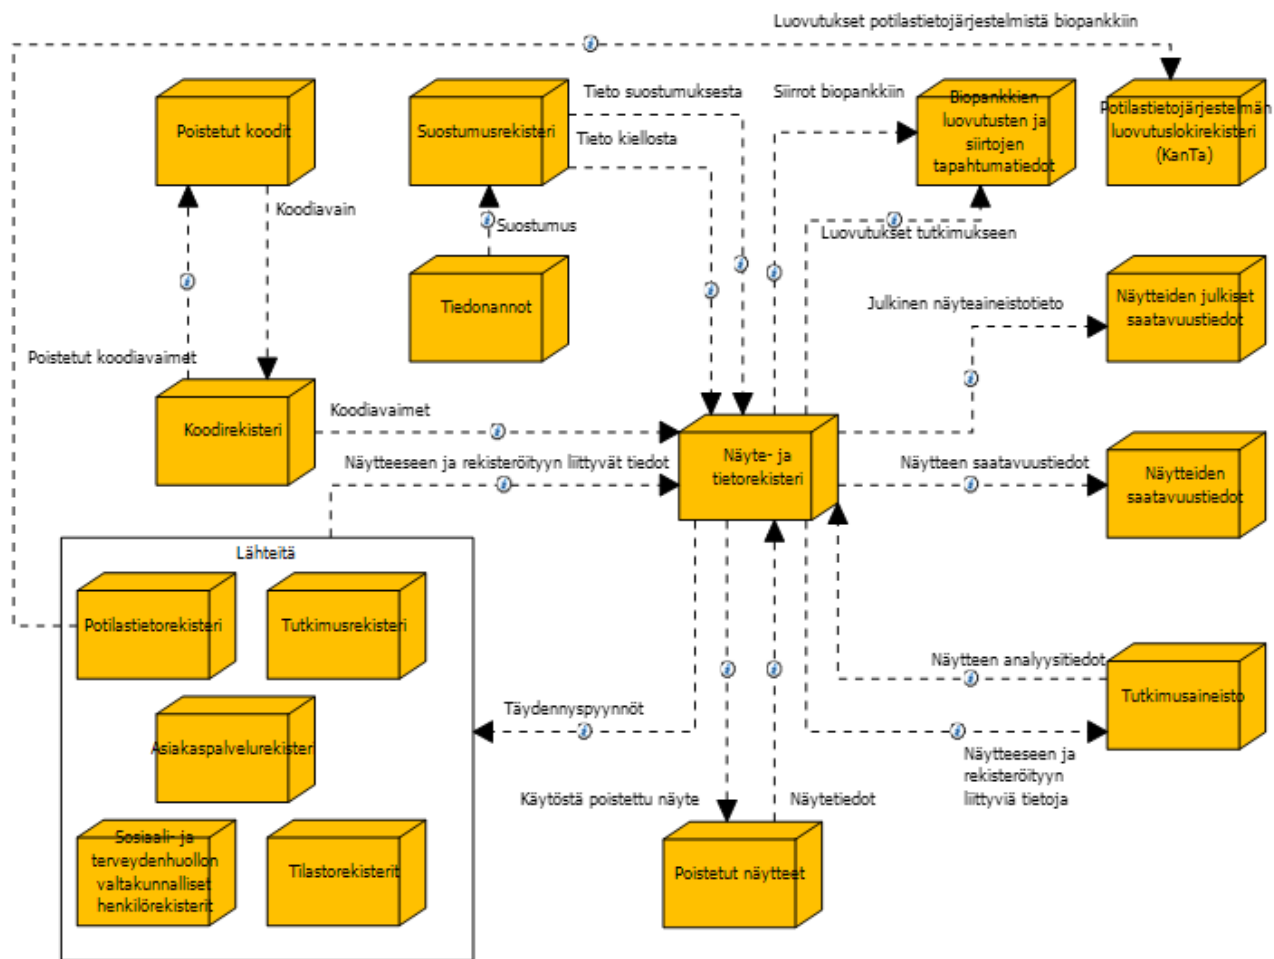 Luovutukset potilastietojärjestelmistä biopankkiin
Poistetut koodit
Suostumusrekisteri
Tieto suostumuksesta
Tieto kiellosta
Siirrot biopankkiin
Biopankkien
luovutusten ja
siirtojen
tapahtumatiedot
Potilastietojärjestelmän
luovutuslokirekisteri
(KanTa)
Koodiavain
Suostumus
Luovutukset tutkimukseen
Tiedonannot
Julkinen näyteaineistotieto
Näytteiden julkiset
saatavuustiedot
Poistetut koodiavaimet
Koodirekisteri
Koodiavaimet
Näytteeseen ja rekisteröityyn liittyvät tiedot
Näyte- ja
tietorekisteri
Näytteen saatavuustiedot
Näytteiden
saatavuustiedot
Lähteitä
Potilastietorekisteri
Tutkimusrekisteri
Asiakaspalvelurekister
Sosiaali- ja
terveydenhuollon
valtakunnalliset
henkilörekisterit
Tilastorekisterit
Täydennyspyynnöt
Näytteen analyysitiedot
Tutkimusaineisto
Näytteeseen ja
rekisteröityyn
liittyviä tietoja
Käytöstä poistettu näyte
Näytetiedot
Poistetut näytteet